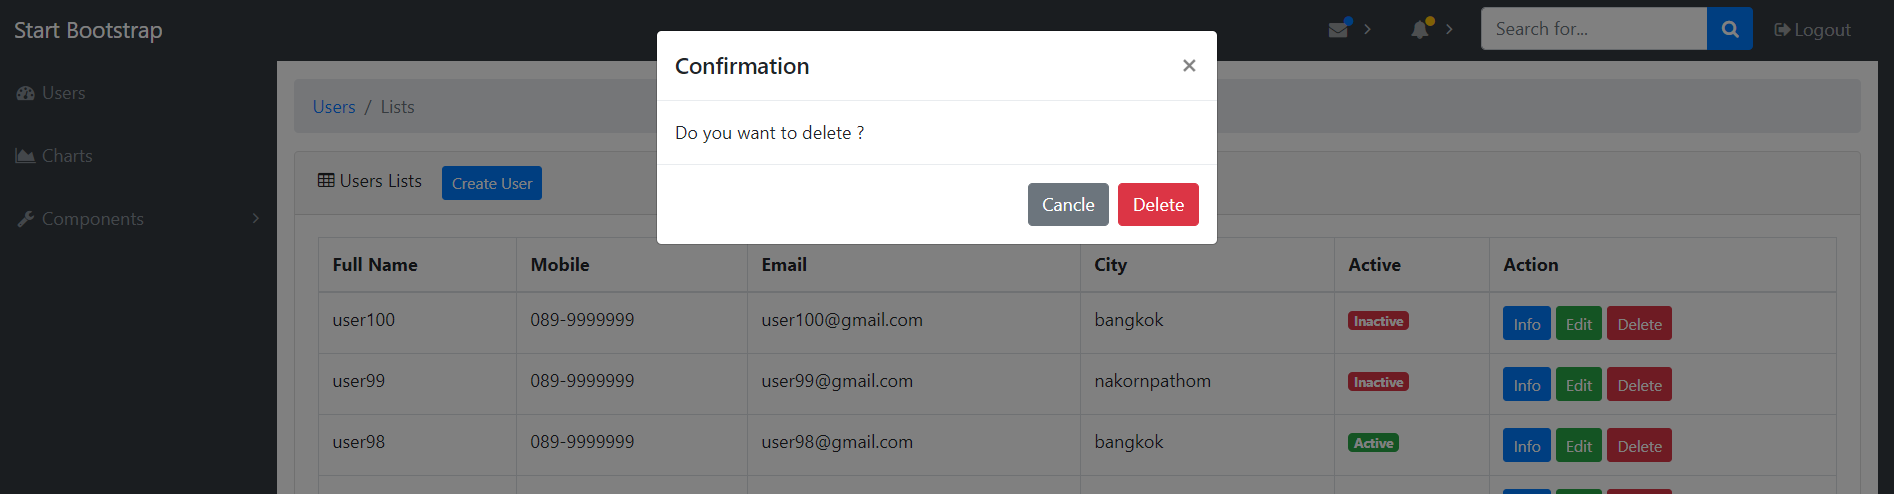 Start Bootstrap
Search for...
Logout
Users
Charts
Components
Confirmation ×
Do you want to delete ?
Cancle Delete
Users / Lists
Users Lists Create User
Full Name Mobile Email City Active Action
user100 089-9999999 user100@gmail.com bangkok Inactive Info Edit Delete
user99 089-9999999 user99@gmail.com nakornpathom Inactive Info Edit Delete
user98 089-9999999 user98@gmail.com bangkok Active Info Edit Delete